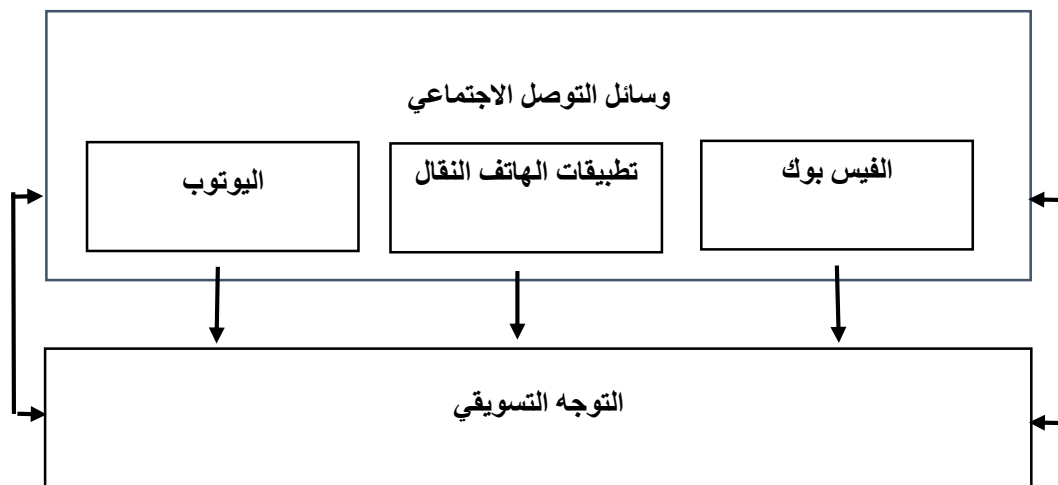 وسائل التوصل الاجتماعي
الفيس بوك
تطبيقات الهاتف النقال
اليوتوب
التوجه التسويقي